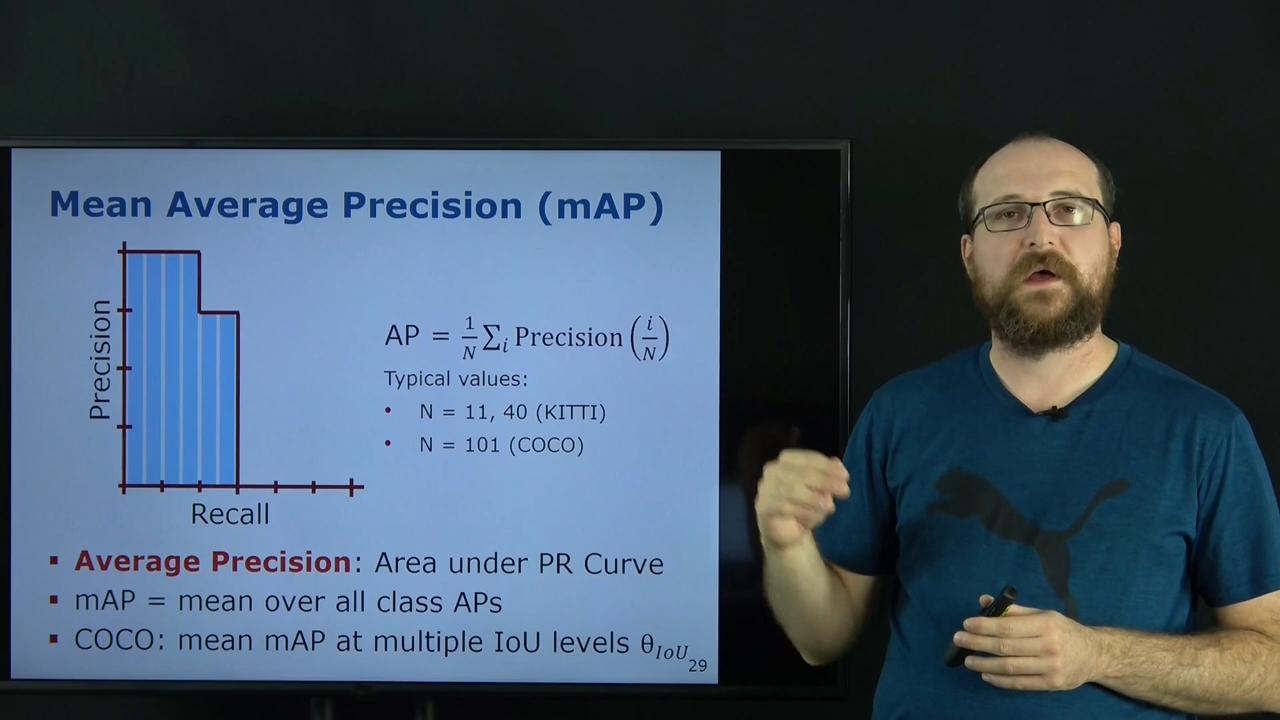 Mean Average Precision (mAP)
Precision
Recall
AP = 1/N ∑ᵢ Precision (i/N)
Typical values:
• N = 11, 40 (KITTI)
• N = 101 (COCO)
▪ Average Precision: Area under PR Curve
▪ mAP = mean over all class APs
▪ COCO: mean mAP at multiple IoU levels θ_IoU
29